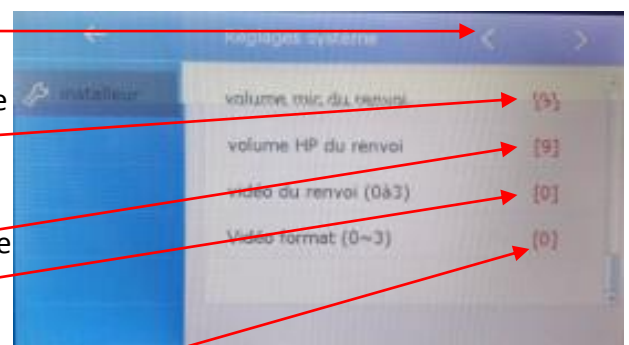 Réglages système
e
installeur
volume mic du renvoi [9]
volume HP du renvoi [9]
e
vidéo du renvoi (0à3) [0]
Vidéo format (0~3) [0]